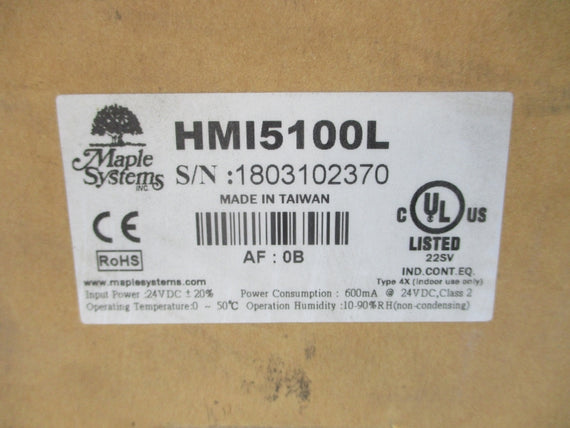 Maple
Systems
INC.
HMI5100L
S/N :1803102370
MADE IN TAIWAN
AF : 0B
CE
RoHS
C UL US
LISTED
22SV
IND.CONT.EQ.
Type 4X (Indoor use only)
www.maplesystems.com
Input Power :24VDC ± 20% Power Consumption : 600mA @ 24VDC,Class 2
Operating Temperature:0 ~ 50℃ Operation Humidity :10-90%RH(non-condensing)